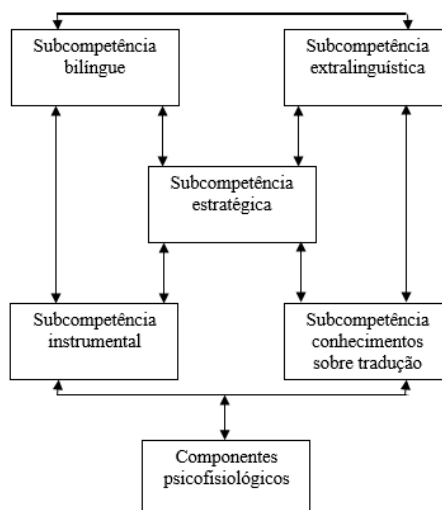 Subcompetência
bilíngue
Subcompetência
extralinguística
Subcompetência
estratégica
Subcompetência
instrumental
Subcompetência
conhecimentos
sobre tradução
Componentes
psicofisiológicos